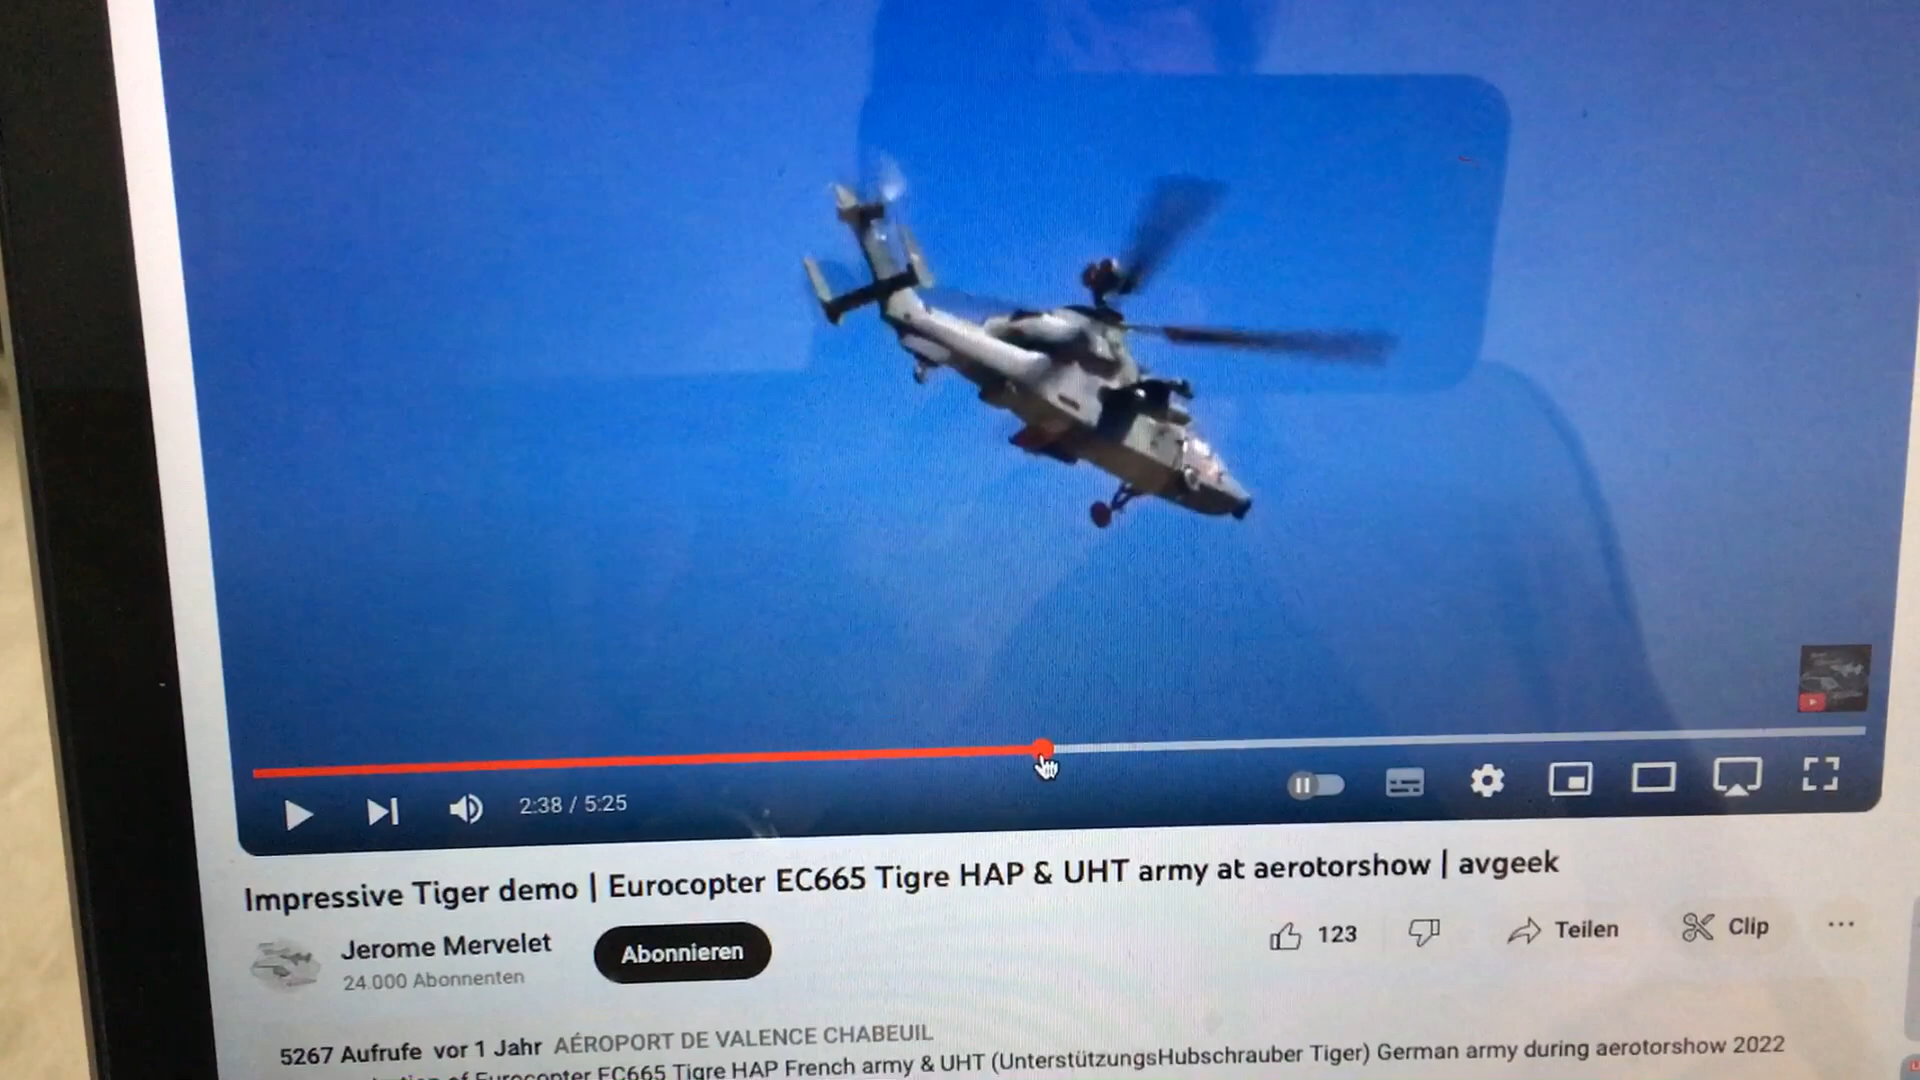 2:38 / 5:25
Impressive Tiger demo | Eurocopter EC665 Tigre HAP & UHT army at aerotorshow | avgeek
Jerome Mervelet
24.000 Abonnenten
Abonnieren
123
Teilen
Clip
5267 Aufrufe vor 1 Jahr AÉROPORT DE VALENCE CHABEUIL
of Eurocopter EC665 Tigre HAP French army & UHT (UnterstützungsHubschrauber Tiger) German army during aerotorshow 2022